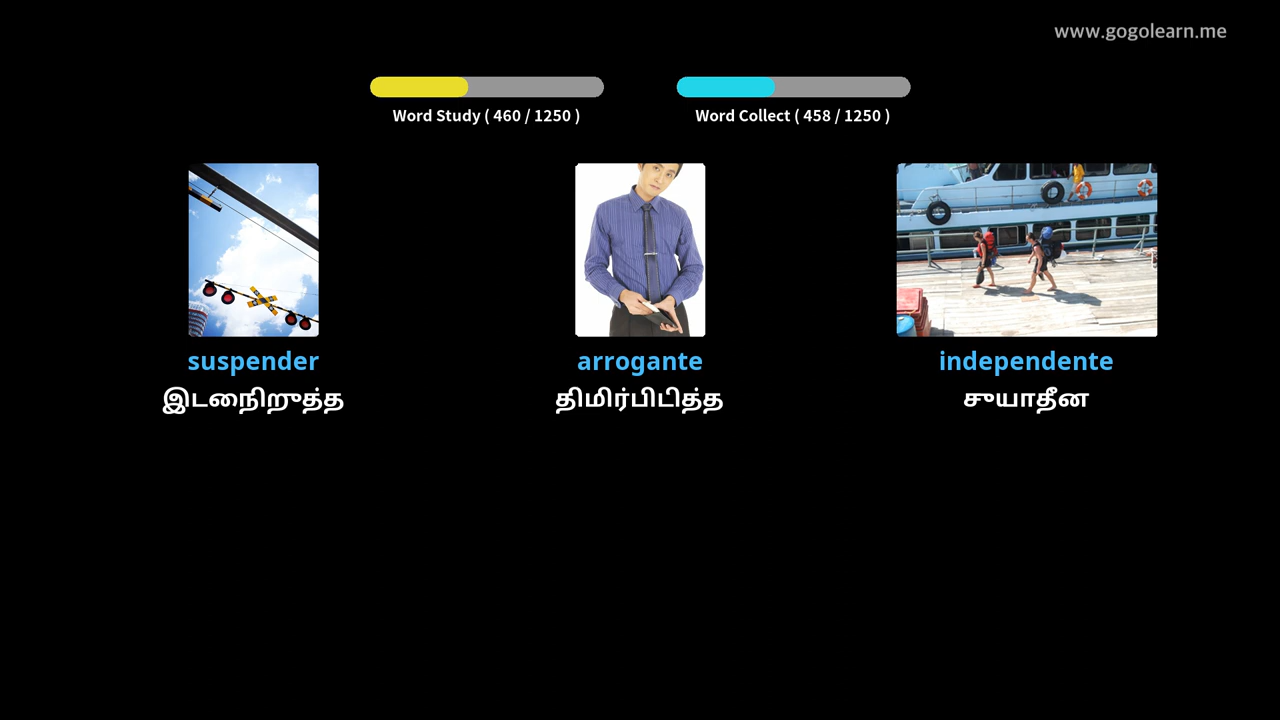 www.gogolearn.me
Word Study ( 460 / 1250 )
Word Collect ( 458 / 1250 )
suspender
arrogante
independente
இடைநிறுத்த
திமிர்பிடித்த
சுயாதீன